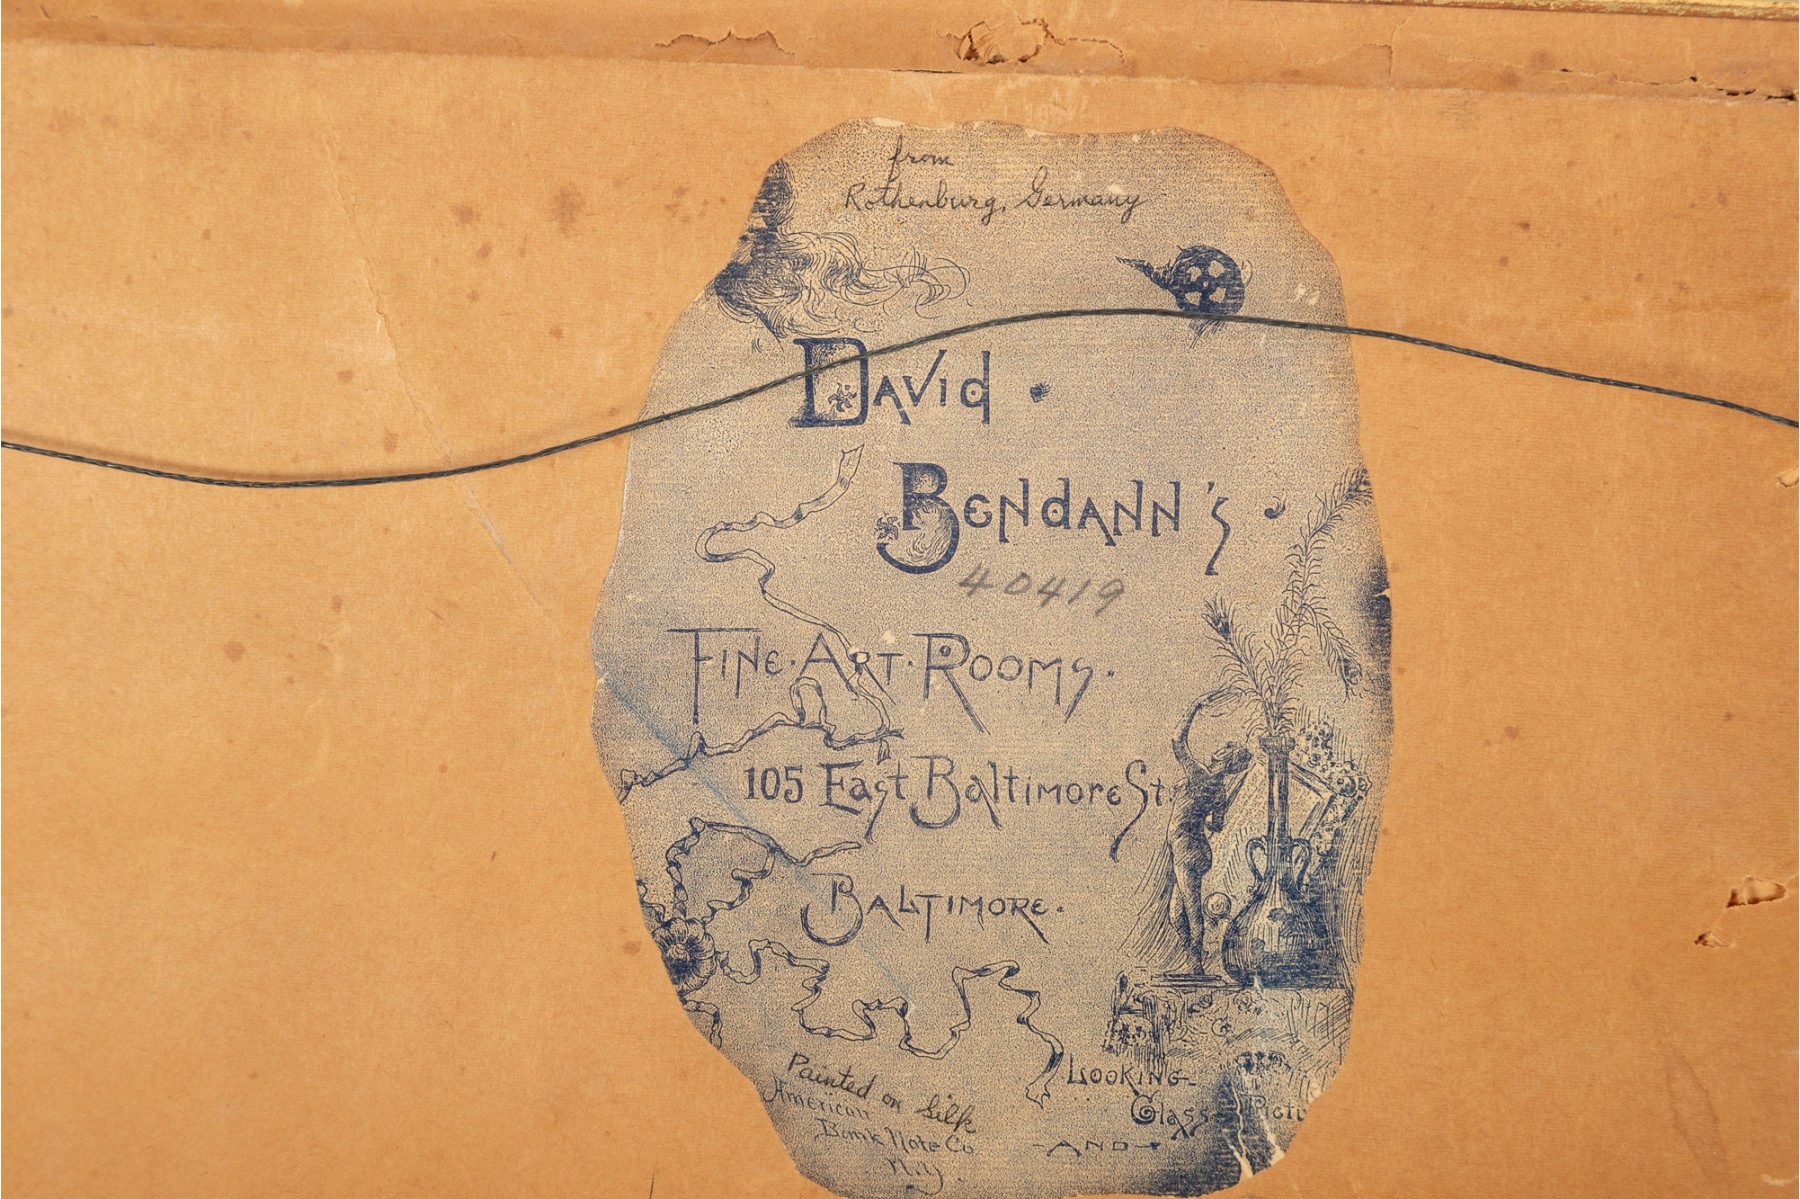 from
Rothenburg, Germany
David
Bendann's
40419
Fine · Art · Rooms.
105 East Baltimore St.
Baltimore.
Painted on Silk
American
Bank Note Co
N.Y.
Looking-
Glass
-AND-